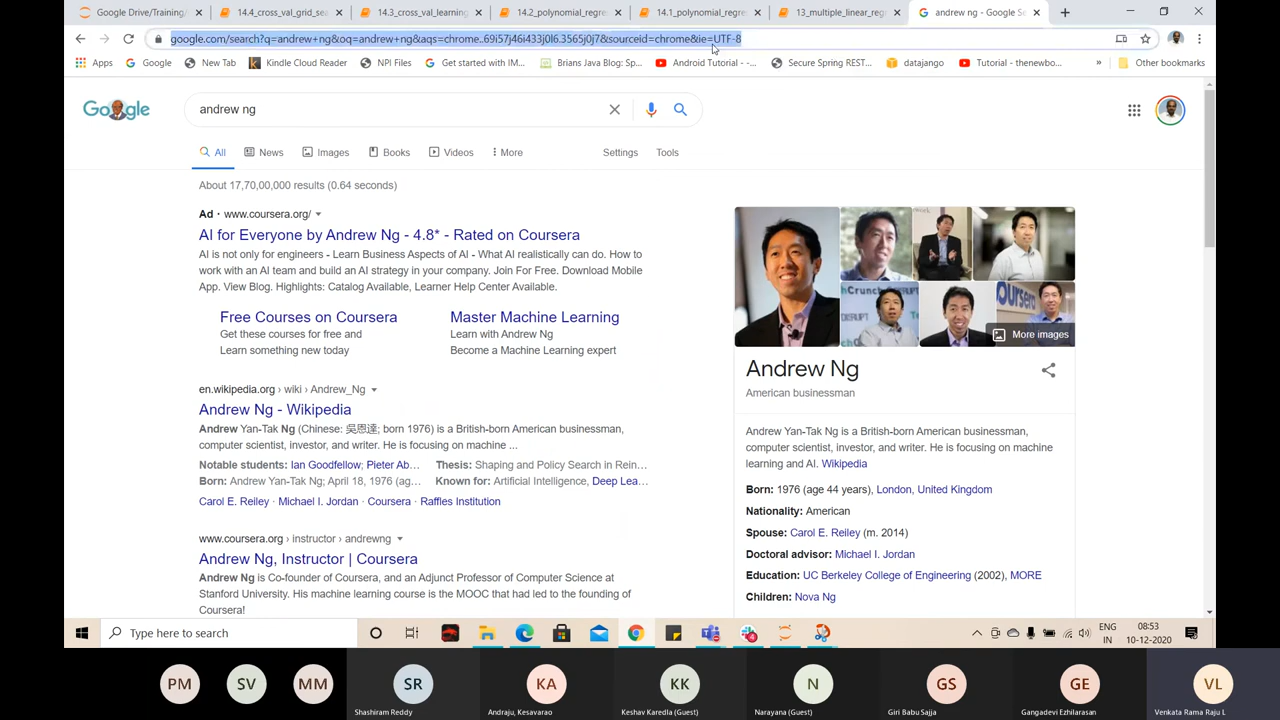 Google Drive/Training/
14.4_cross_val_grid_sea
14.3_cross_val_learning
14.2_polynomial_regre
14.1_polynomial_regre
13_multiple_linear_re
andrew ng - Google Se
google.com/search?q=andrew+ng&oq=andrew+ng&aqs=chrome..69i57j46i433j0l6.3565j0j7&sourceid=chrome&ie=UTF-8
Apps
Google
New Tab
Kindle Cloud Reader
NPI Files
Get started with IM...
Brians Java Blog: Sp...
Android Tutorial - -...
Secure Spring REST...
datajango
Tutorial - thenewbo...
»
Other bookmarks
Google
andrew ng
All
News
Images
Books
Videos
More
Settings
Tools
About 17,70,00,000 results (0.64 seconds)
Ad · www.coursera.org/
AI for Everyone by Andrew Ng - 4.8* - Rated on Coursera
AI is not only for engineers - Learn Business Aspects of AI - What AI realistically can do. How to
work with an AI team and build an AI strategy in your company. Join For Free. Download Mobile
App. View Blog. Highlights: Catalog Available, Learner Help Center Available.
Free Courses on Coursera
Get these courses for free and
Learn something new today
Master Machine Learning
Learn with Andrew Ng
Become a Machine Learning expert
en.wikipedia.org › wiki › Andrew_Ng
Andrew Ng - Wikipedia
Andrew Yan-Tak Ng (Chinese: 吳恩達; born 1976) is a British-born American businessman,
computer scientist, investor, and writer. He is focusing on machine ...
Notable students: Ian Goodfellow; Pieter Ab...
Thesis: Shaping and Policy Search in Rein...
Born: Andrew Yan-Tak Ng; April 18, 1976 (ag...
Known for: Artificial Intelligence, Deep Lea...
Carol E. Reiley · Michael I. Jordan · Coursera · Raffles Institution
www.coursera.org › instructor › andrewng
Andrew Ng, Instructor | Coursera
Andrew Ng is Co-founder of Coursera, and an Adjunct Professor of Computer Science at
Stanford University. His machine learning course is the MOOC that had led to the founding of
Coursera!
More images
Andrew Ng
American businessman
Andrew Yan-Tak Ng is a British-born American businessman,
computer scientist, investor, and writer. He is focusing on machine
learning and AI. Wikipedia
Born: 1976 (age 44 years), London, United Kingdom
Nationality: American
Spouse: Carol E. Reiley (m. 2014)
Doctoral advisor: Michael I. Jordan
Education: UC Berkeley College of Engineering (2002), MORE
Children: Nova Ng
Type here to search
ENG
IN
08:53
10-12-2020
PM
SV
MM
SR
KA
KK
N
GS
GE
VL
Shashiram Reddy
Andraju, Kesavarao
Keshav Karedla (Guest)
Narayana (Guest)
Giri Babu Sajja
Gangadevi Ezhilarasan
Venkata Rama Raju L